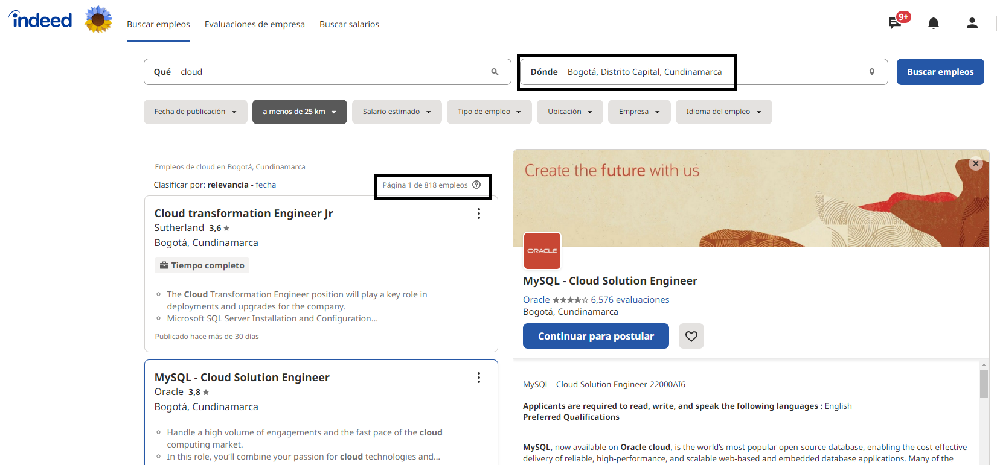 indeed
Buscar empleos
Evaluaciones de empresa
Buscar salarios
9+
Qué cloud
Dónde Bogotá, Distrito Capital, Cundinamarca
Buscar empleos
Fecha de publicación
a menos de 25 km
Salario estimado
Tipo de empleo
Ubicación
Empresa
Idioma del empleo
Empleos de cloud en Bogotá, Cundinamarca
Clasificar por: relevancia - fecha
Página 1 de 818 empleos
Cloud transformation Engineer Jr
Sutherland 3,6
Bogotá, Cundinamarca
Tiempo completo
The Cloud Transformation Engineer position will play a key role in
deployments and upgrades for the company.
Microsoft SQL Server Installation and Configuration...
Publicado hace más de 30 días
MySQL - Cloud Solution Engineer
Oracle 3,8
Bogotá, Cundinamarca
Handle a high volume of engagements and the fast pace of the cloud
computing market.
In this role, you’ll combine your passion for cloud technologies and...
Create the future with us
ORACLE
MySQL - Cloud Solution Engineer
Oracle 6,576 evaluaciones
Bogotá, Cundinamarca
Continuar para postular
MySQL - Cloud Solution Engineer-22000AI6
Applicants are required to read, write, and speak the following languages : English
Preferred Qualifications
MySQL, now available on Oracle cloud, is the world’s most popular open-source database, enabling the cost-effective
delivery of reliable, high-performance, and scalable web-based and embedded database applications. Many of the